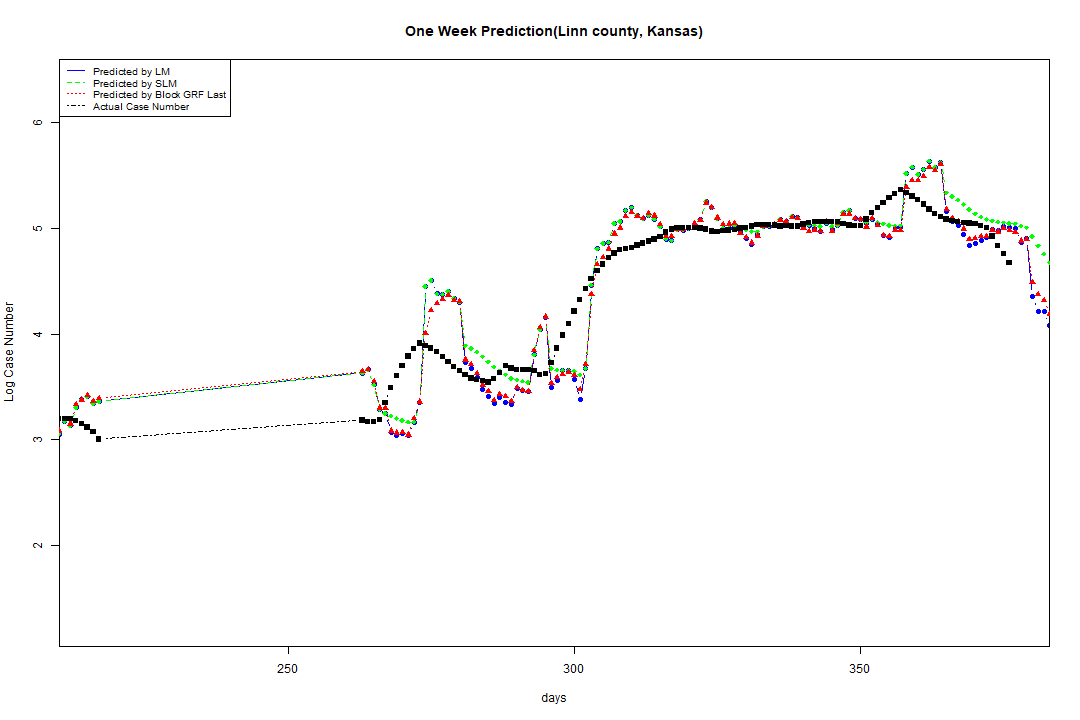 One Week Prediction(Linn county, Kansas)
Predicted by LM
Predicted by SLM
Predicted by Block GRF Last
Actual Case Number
6
5
4
3
2
Log Case Number
250 300 350
days